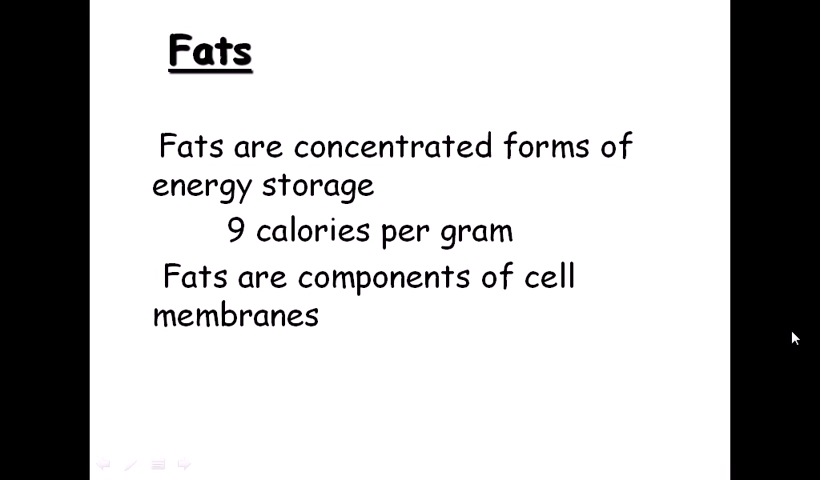 Fats
Fats are concentrated forms of
energy storage
9 calories per gram
Fats are components of cell
membranes